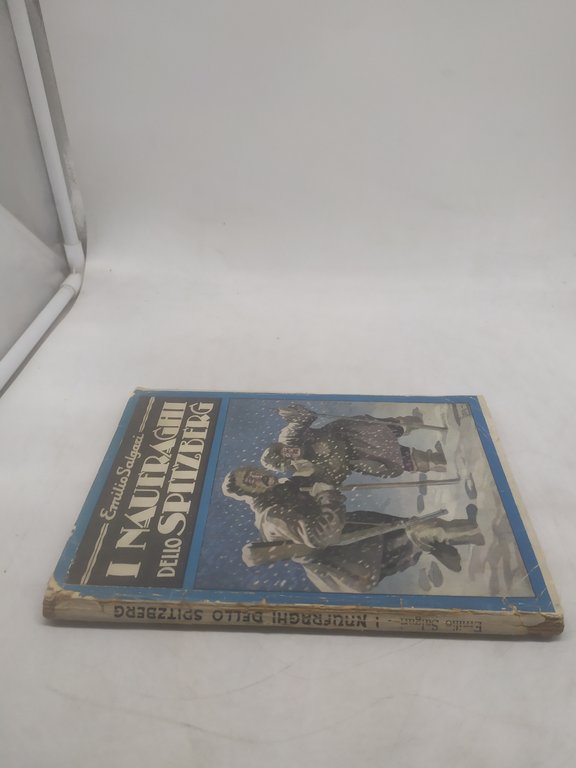 Emilio Salgari
I NAUFRAGHI
DELLO SPITZBERG
Emilio Salgari - I NAUFRAGHI DELLO SPITZBERG